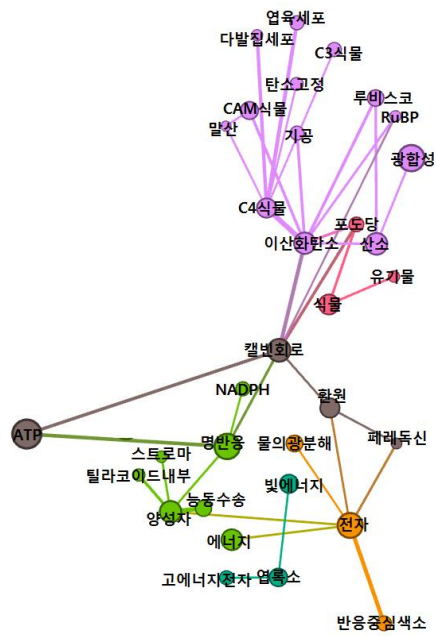 엽육세포
다발집세포
C3식물
탄소고정
루비스코
CAM식물
RuBP
말산
기공
광합성
C4식물
포도당
이산화탄소
산소
유기물
식물
캘빈회로
NADPH
환원
ATP
명반응
물의광분해
페레독신
스트로마
틸라코이드내부
빛에너지
능동수송
양성자
전자
에너지
고에너지전자
엽록소
반응중심색소